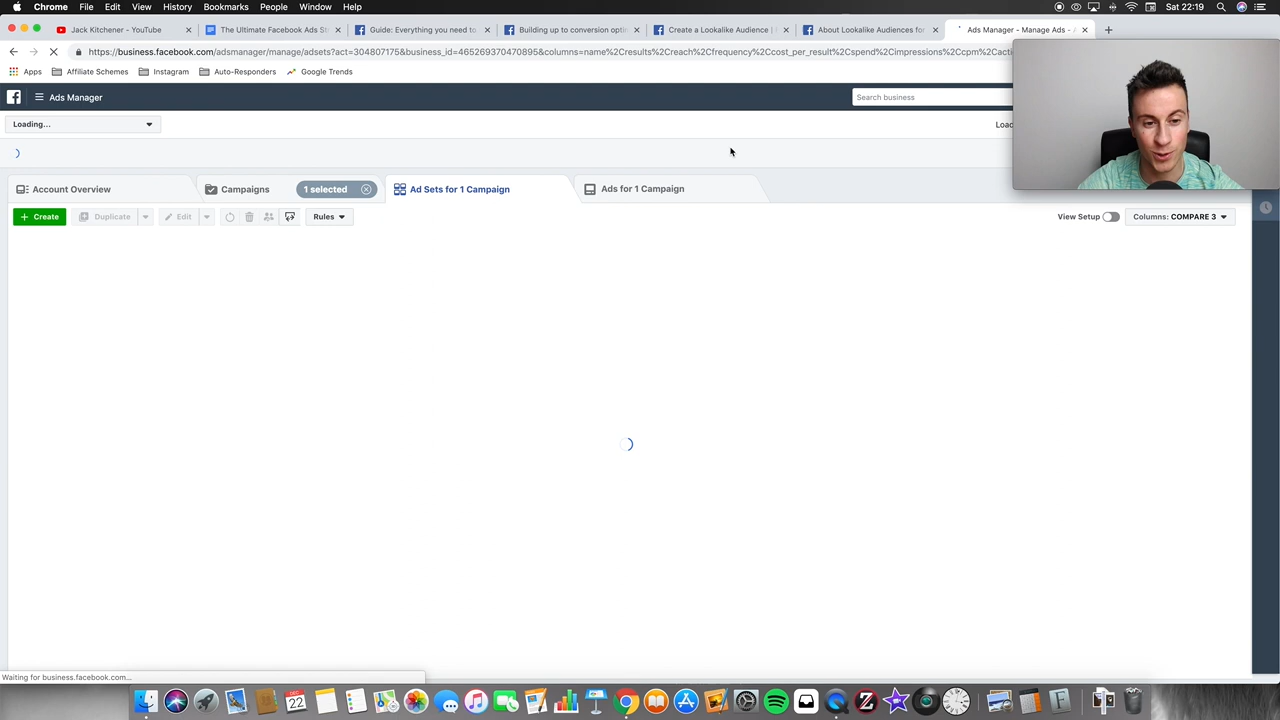 Chrome File Edit View History Bookmarks People Window Help Sat 22:19
Jack Kitchener - YouTube The Ultimate Facebook Ads St Guide: Everything you need to Building up to conversion opti Create a Lookalike Audience | About Lookalike Audiences for Ads Manager - Manage Ads -
https://business.facebook.com/adsmanager/manage/adsets?act=304807175&business_id=465269370470895&columns=name%2Cresults%2Creach%2Cfrequency%2Ccost_per_result%2Cspend%2Cimpressions%2Ccpm%2Cacti
Apps Affiliate Schemes Instagram Auto-Responders Google Trends
Ads Manager Search business
Loading... Load
Account Overview Campaigns 1 selected Ad Sets for 1 Campaign Ads for 1 Campaign
+ Create Duplicate Edit Rules View Setup Columns: COMPARE 3
Waiting for business.facebook.com...
DEC
22